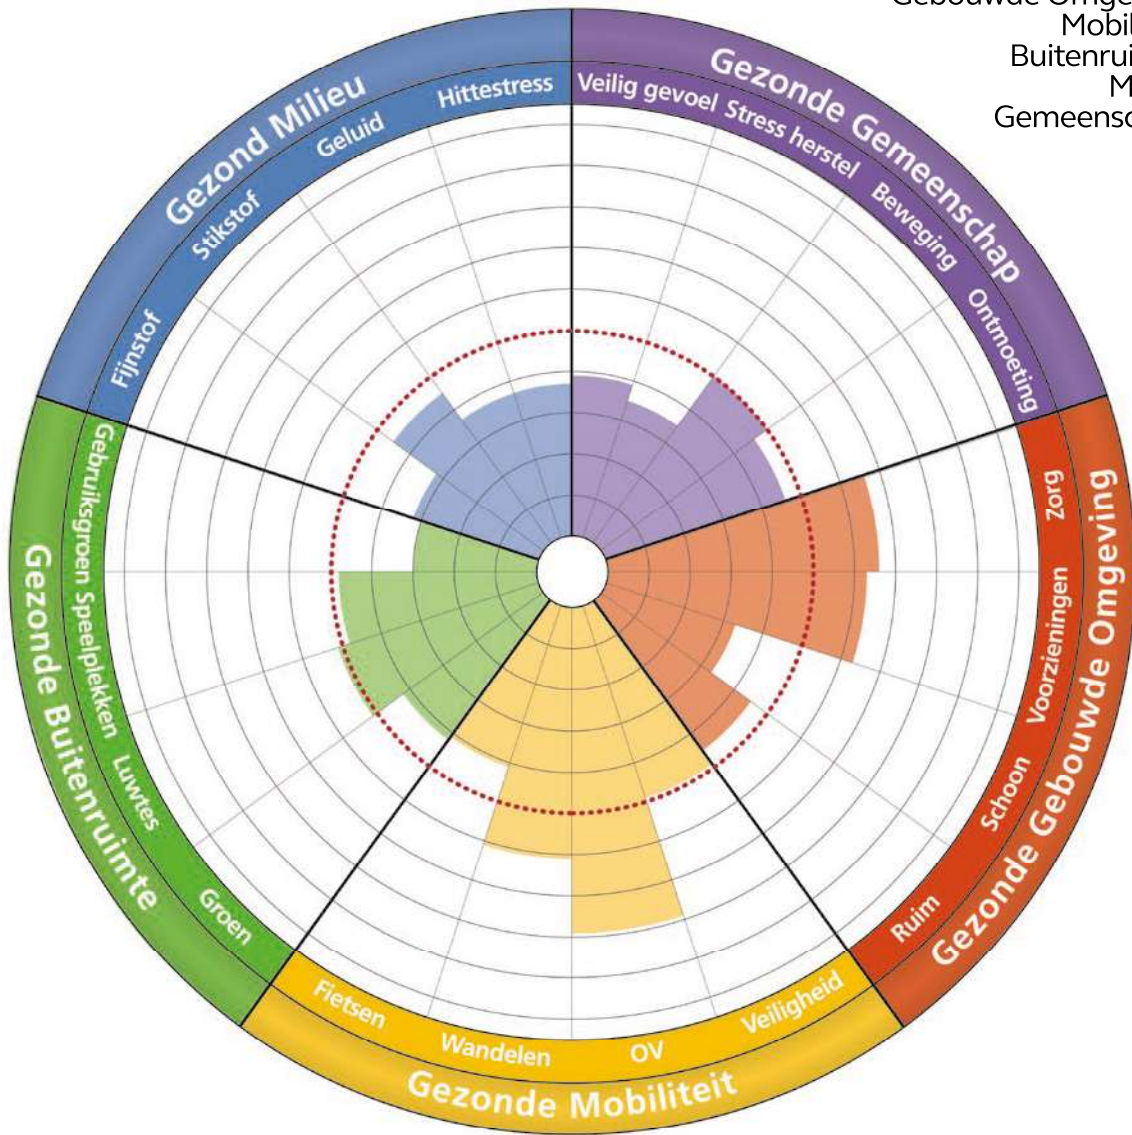 Mobil
Buitenrui
M
Gemeensc
Gezonde Gemeenschap
Veilig gevoel
Stress herstel
Beweging
Ontmoeting
Gezonde Gebouwde Omgeving
Zorg
Voorzieningen
Schoon
Ruim
Gezonde Mobiliteit
Veiligheid
OV
Wandelen
Fietsen
Gezonde Buitenruimte
Groen
Luwtes
Speelplekken
Gebruiksgroen
Gezond Milieu
Fijnstof
Stikstof
Geluid
Hittestress